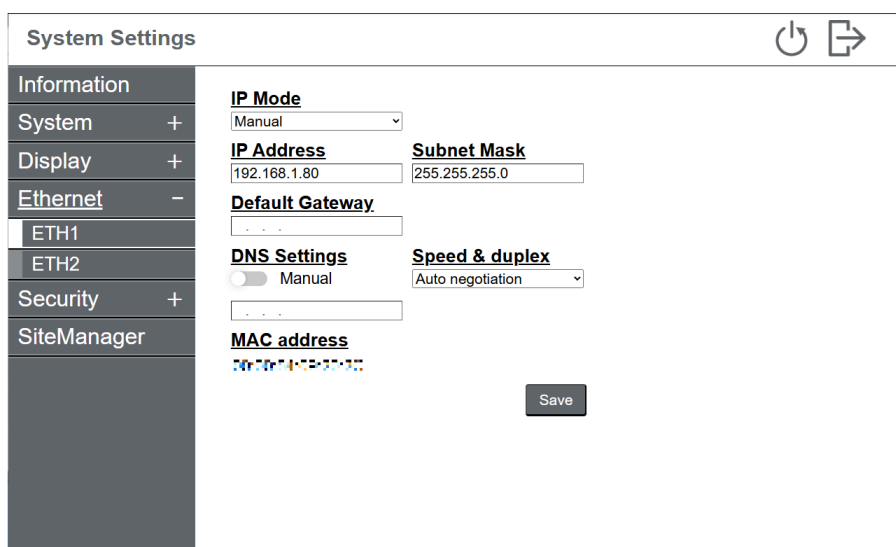 System Settings
Information
System +
Display +
Ethernet -
ETH1
ETH2
Security +
SiteManager
IP Mode
Manual
IP Address Subnet Mask
192.168.1.80 255.255.255.0
Default Gateway
. . .
DNS Settings Speed & duplex
Manual Auto negotiation
. . .
MAC address
Save